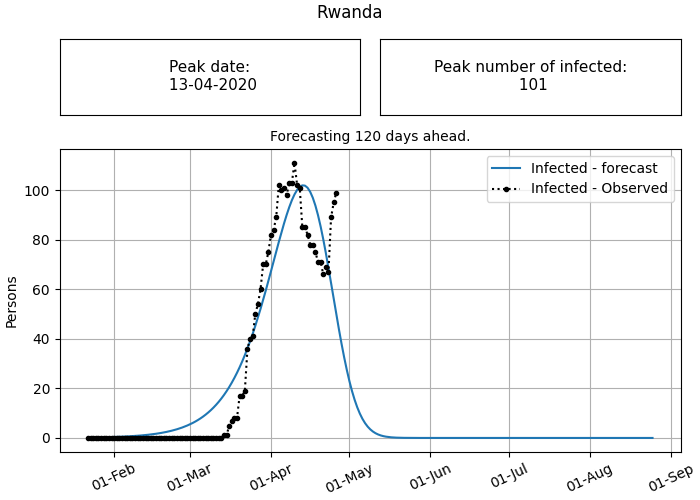 Rwanda
Peak date:
13-04-2020
Peak number of infected:
101
Forecasting 120 days ahead.
Infected - forecast
Infected - Observed
Persons
100
80
60
40
20
0
01-Feb
01-Mar
01-Apr
01-May
01-Jun
01-Jul
01-Aug
01-Sep